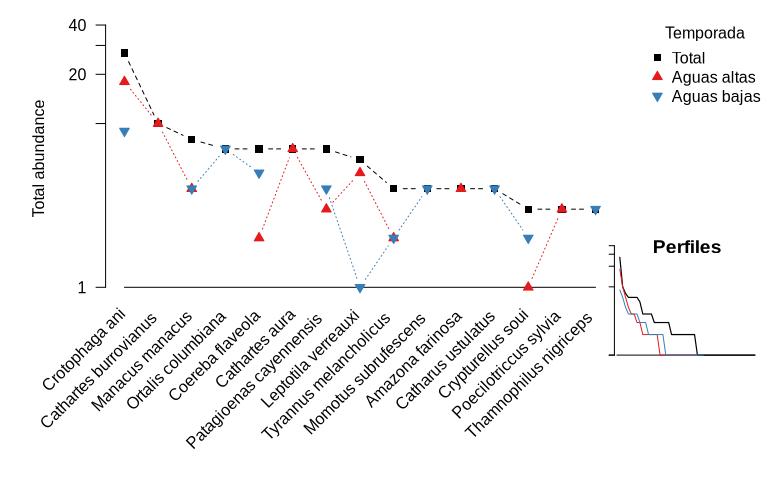 40
20
1
Total abundance
Temporada
Total
Aguas altas
Aguas bajas
Perfiles
Crotophaga ani
Cathartes burrovianus
Manacus manacus
Ortalis columbiana
Coereba flaveola
Cathartes aura
Patagioenas cayennensis
Leptotila verreauxi
Tyrannus melancholicus
Momotus subrufescens
Amazona farinosa
Catharus ustulatus
Crypturellus soui
Poecilotriccus sylvia
Thamnophilus nigriceps